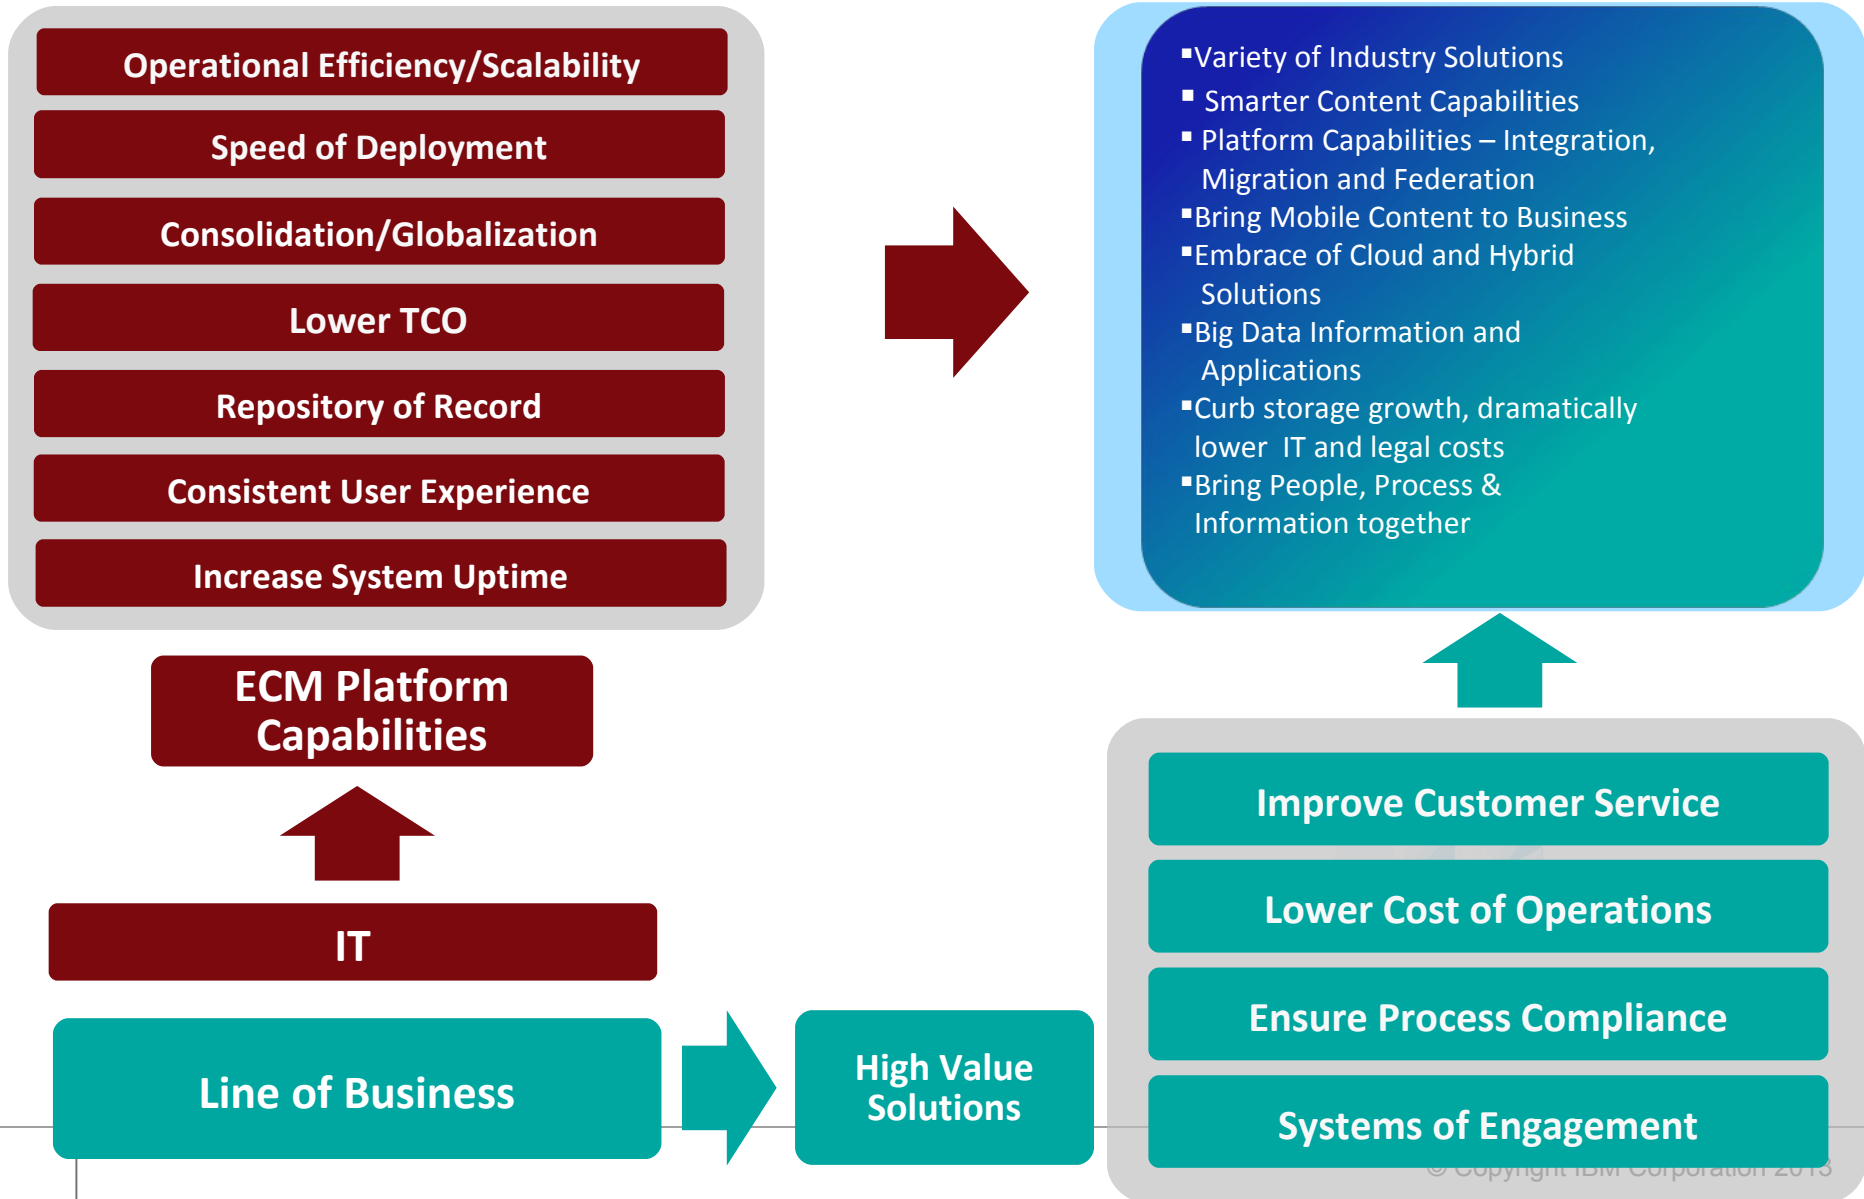 Operational Efficiency/Scalability
Speed of Deployment
Consolidation/Globalization
Lower TCO
Repository of Record
Consistent User Experience
Increase System Uptime
ECM Platform
Capabilities
IT
Line of Business
High Value
Solutions
▪Variety of Industry Solutions
▪ Smarter Content Capabilities
▪ Platform Capabilities – Integration,
Migration and Federation
▪Bring Mobile Content to Business
▪Embrace of Cloud and Hybrid
Solutions
▪Big Data Information and
Applications
▪Curb storage growth, dramatically
lower IT and legal costs
▪Bring People, Process &
Information together
Improve Customer Service
Lower Cost of Operations
Ensure Process Compliance
Systems of Engagement
© Copyright IBM Corporation 2013